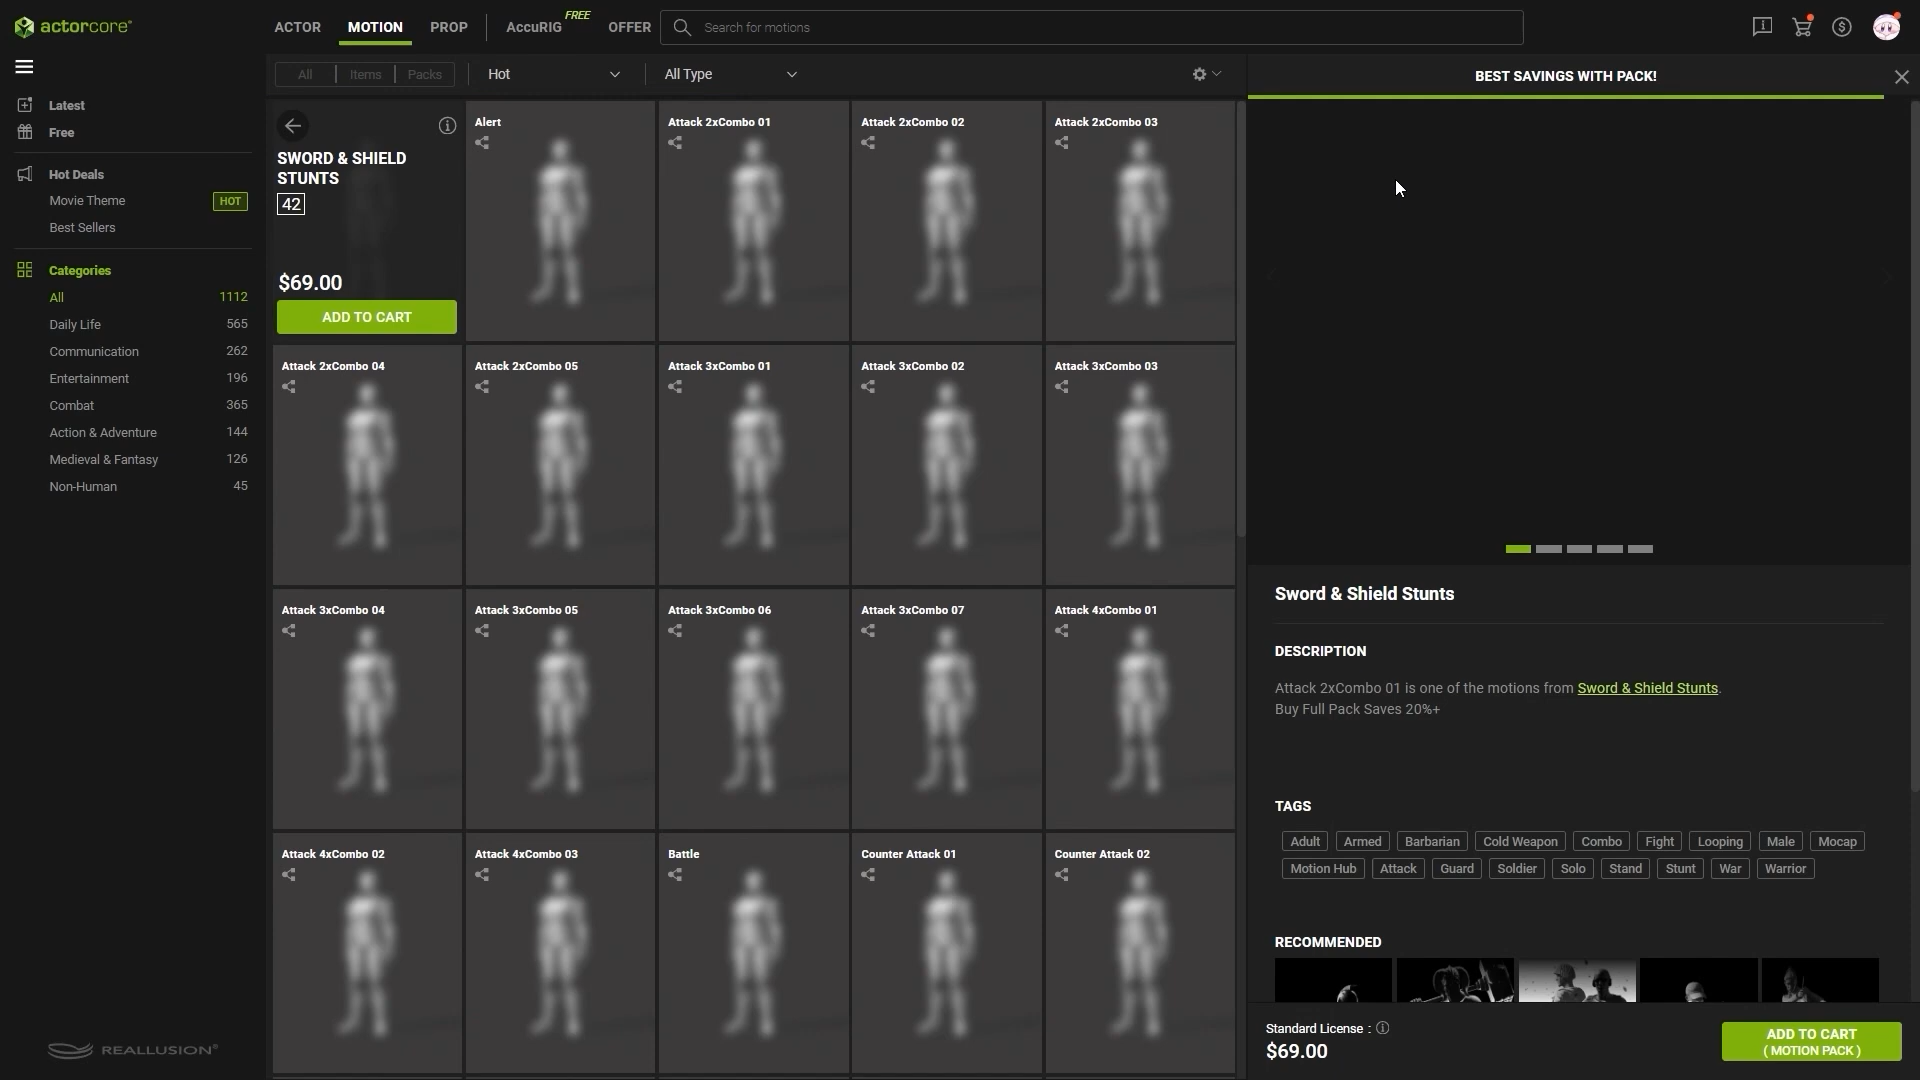 actorcore
ACTOR
MOTION
PROP
AccuRIG
FREE
OFFER
Search for motions
Latest
Free
Hot Deals
Movie Theme
HOT
Best Sellers
Categories
All 1112
Daily Life 565
Communication 262
Entertainment 196
Combat 365
Action & Adventure 144
Medieval & Fantasy 126
Non-Human 45
REALLUSION
All
Items
Packs
Hot
All Type
SWORD & SHIELD
STUNTS
42
$69.00
ADD TO CART
Alert
Attack 2xCombo 01
Attack 2xCombo 02
Attack 2xCombo 03
Attack 2xCombo 04
Attack 2xCombo 05
Attack 3xCombo 01
Attack 3xCombo 02
Attack 3xCombo 03
Attack 3xCombo 04
Attack 3xCombo 05
Attack 3xCombo 06
Attack 3xCombo 07
Attack 4xCombo 01
Attack 4xCombo 02
Attack 4xCombo 03
Battle
Counter Attack 01
Counter Attack 02
BEST SAVINGS WITH PACK!
Sword & Shield Stunts
DESCRIPTION
Attack 2xCombo 01 is one of the motions from Sword & Shield Stunts.
Buy Full Pack Saves 20%+
TAGS
Adult Armed Barbarian Cold Weapon Combo Fight Looping Male Mocap
Motion Hub Attack Guard Soldier Solo Stand Stunt War Warrior
RECOMMENDED
Standard License :
$69.00
ADD TO CART
( MOTION PACK )